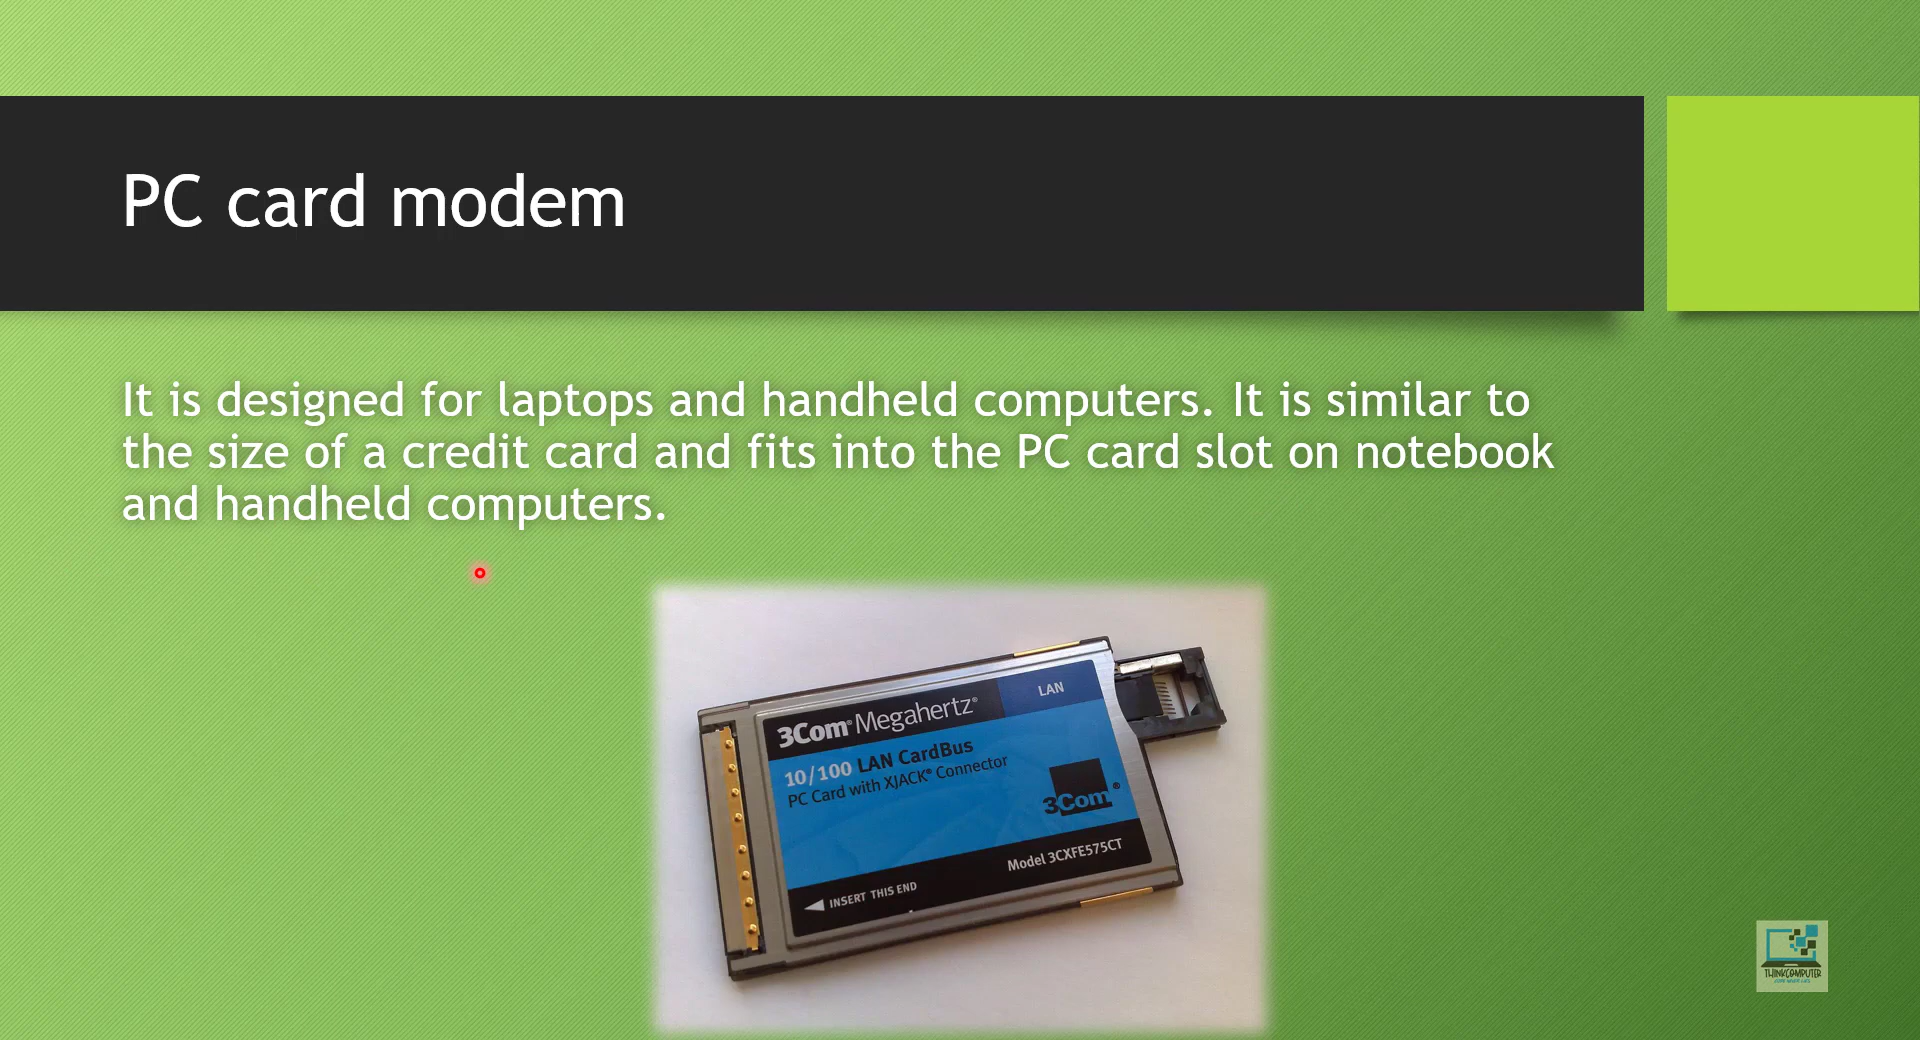 PC card modem
It is designed for laptops and handheld computers. It is similar to
the size of a credit card and fits into the PC card slot on notebook
and handheld computers.
3Com® Megahertz®
LAN
10/100 LAN CardBus
PC Card with XJACK® Connector
3Com®
Model 3CXFE575CT
INSERT THIS END
THINKCOMPUTER